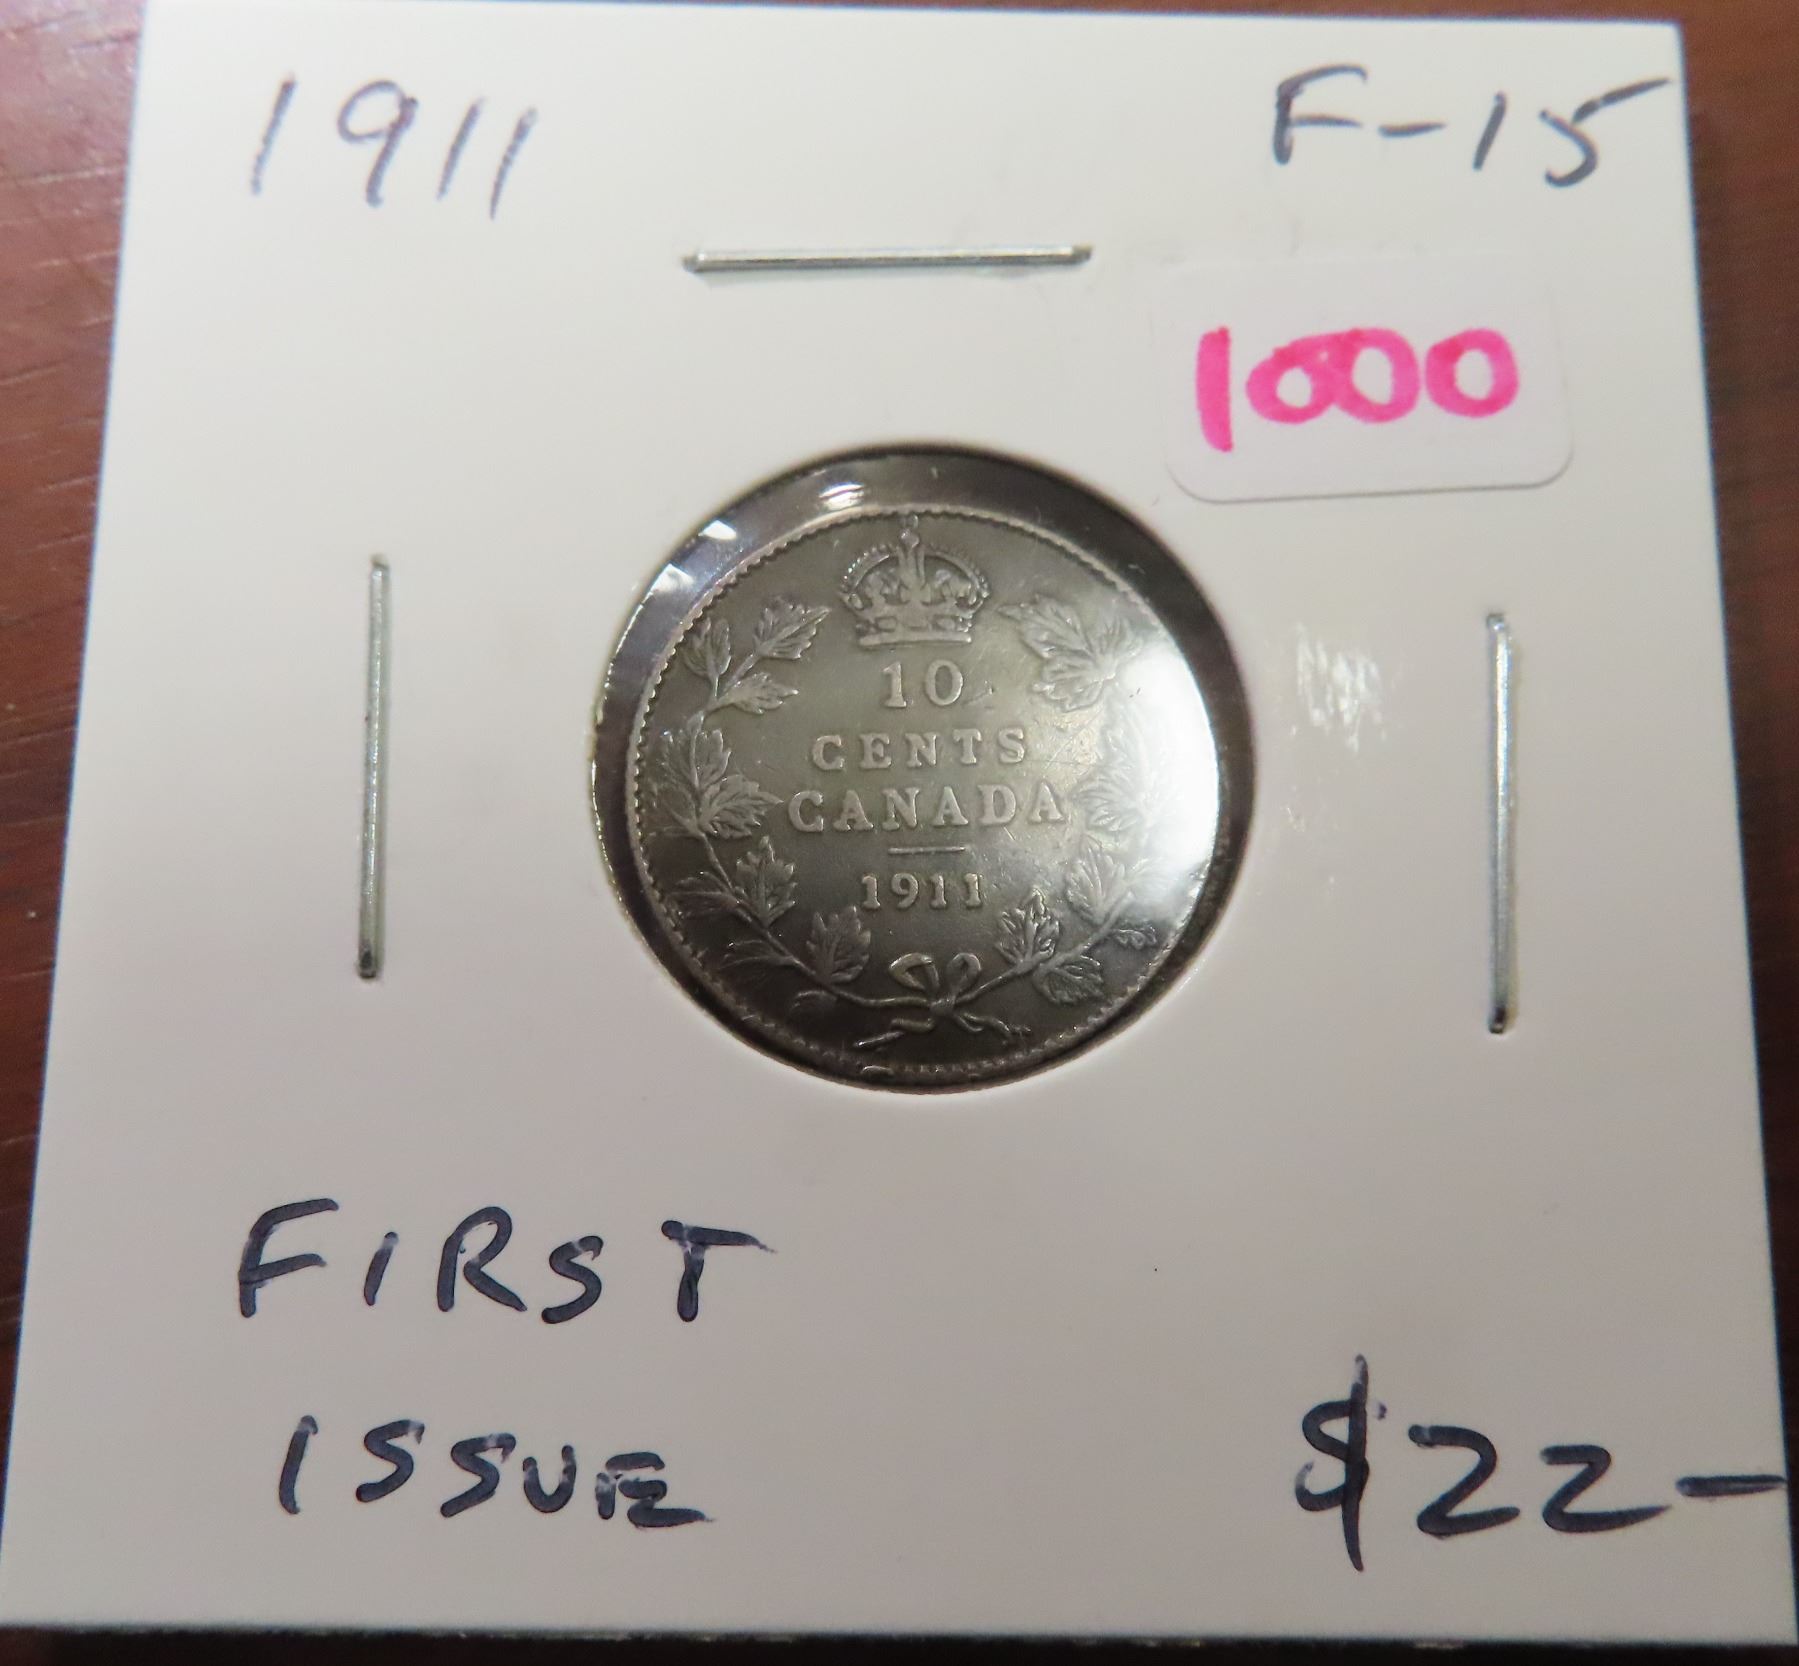 1911
F-15
1000
10
CENTS
CANADA
1911
FIRST
ISSUE
$22-